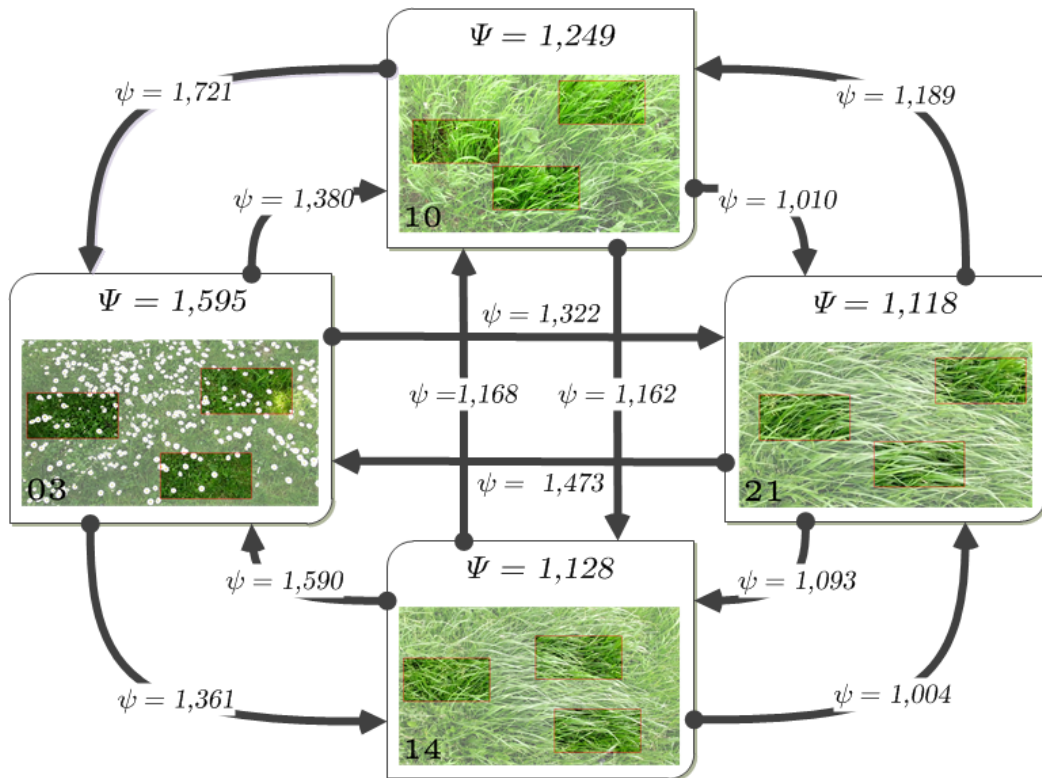 Ψ = 1,249
ψ = 1,721
ψ = 1,189
ψ = 1,380
ψ = 1,010
10
Ψ = 1,595
ψ = 1,322
Ψ = 1,118
ψ =1,168
ψ =1,162
03
ψ = 1,473
21
ψ = 1,590
Ψ = 1,128
ψ = 1,093
ψ = 1,361
ψ = 1,004
14